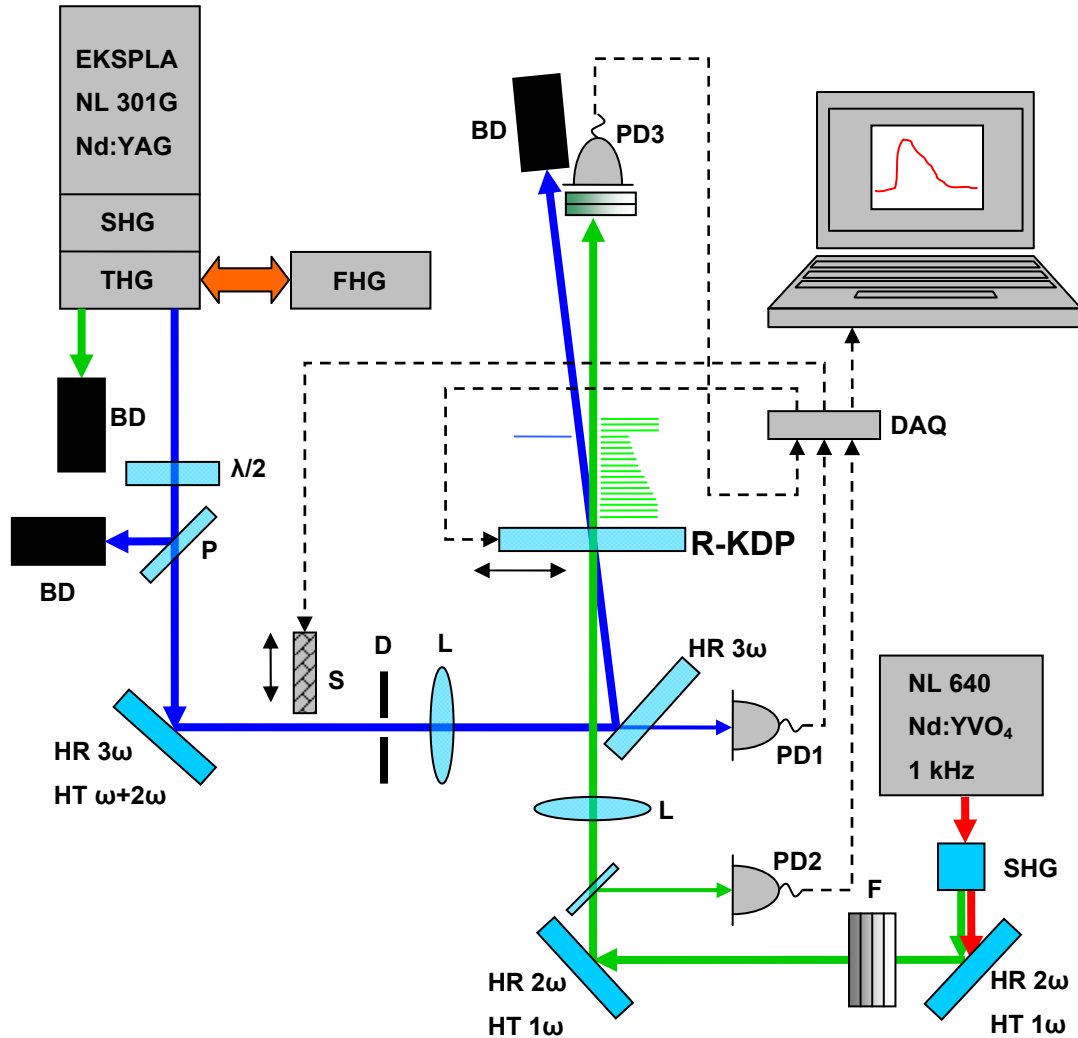 EKSPLA
NL 301G
Nd:YAG
SHG
THG
FHG
BD
PD3
BD
λ/2
P
BD
DAQ
R-KDP
S
D
L
HR 3ω
HR 3ω
HT ω+2ω
PD1
NL 640
Nd:YVO₄
1 kHz
L
PD2
SHG
F
HR 2ω
HT 1ω
HR 2ω
HT 1ω